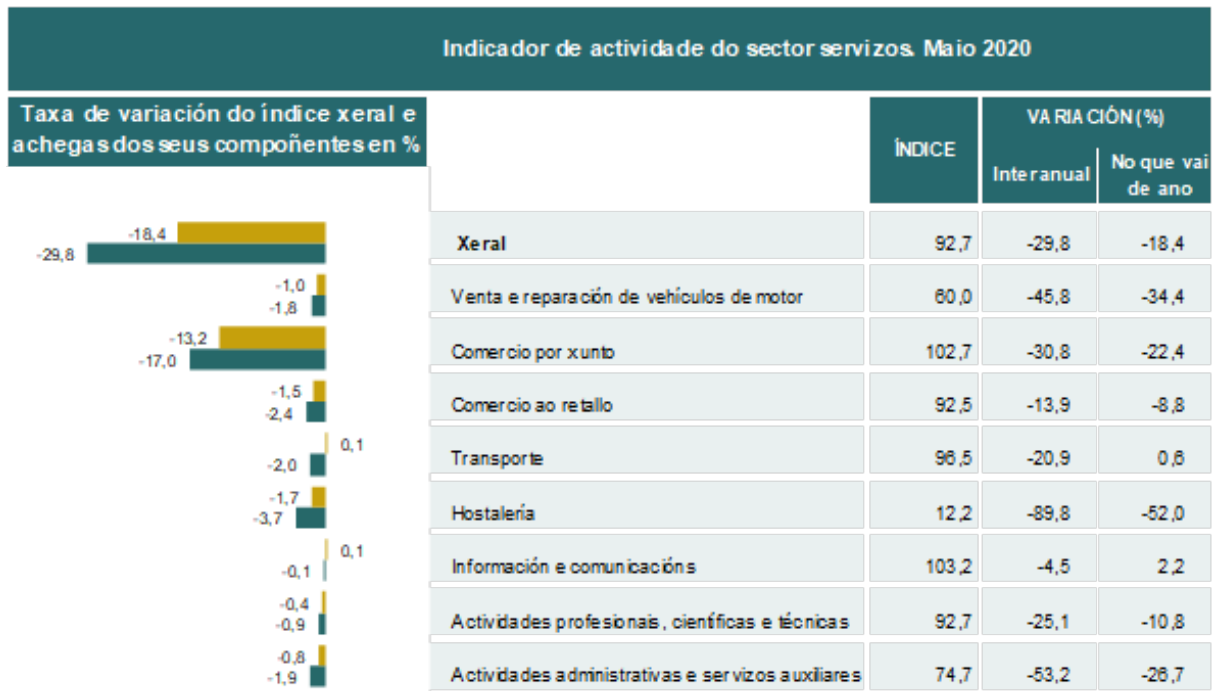 Indicador de actividade do sector servizos. Maio 2020
Taxa de variación do índice xeral e
achegas dos seus compoñentes en %
ÍNDICE
VARIACIÓN (%)
Interanual
No que vai
de ano
-18,4
-29,8
Xeral 92,7 -29,8 -18,4
-1,0
-1,8
Venta e reparación de vehículos de motor 60,0 -45,8 -34,4
-13,2
-17,0
Comercio por xunto 102,7 -30,8 -22,4
-1,5
-2,4
Comercio ao retallo 92,5 -13,9 -8,8
0,1
-2,0
Transporte 96,5 -20,9 0,6
-1,7
-3,7
Hostalería 12,2 -89,8 -52,0
0,1
-0,1
Información e comunicacións 103,2 -4,5 2,2
-0,4
-0,9
Actividades profesionais, científicas e técnicas 92,7 -25,1 -10,8
-0,8
-1,9
Actividades administrativas e servizos auxiliares 74,7 -53,2 -26,7